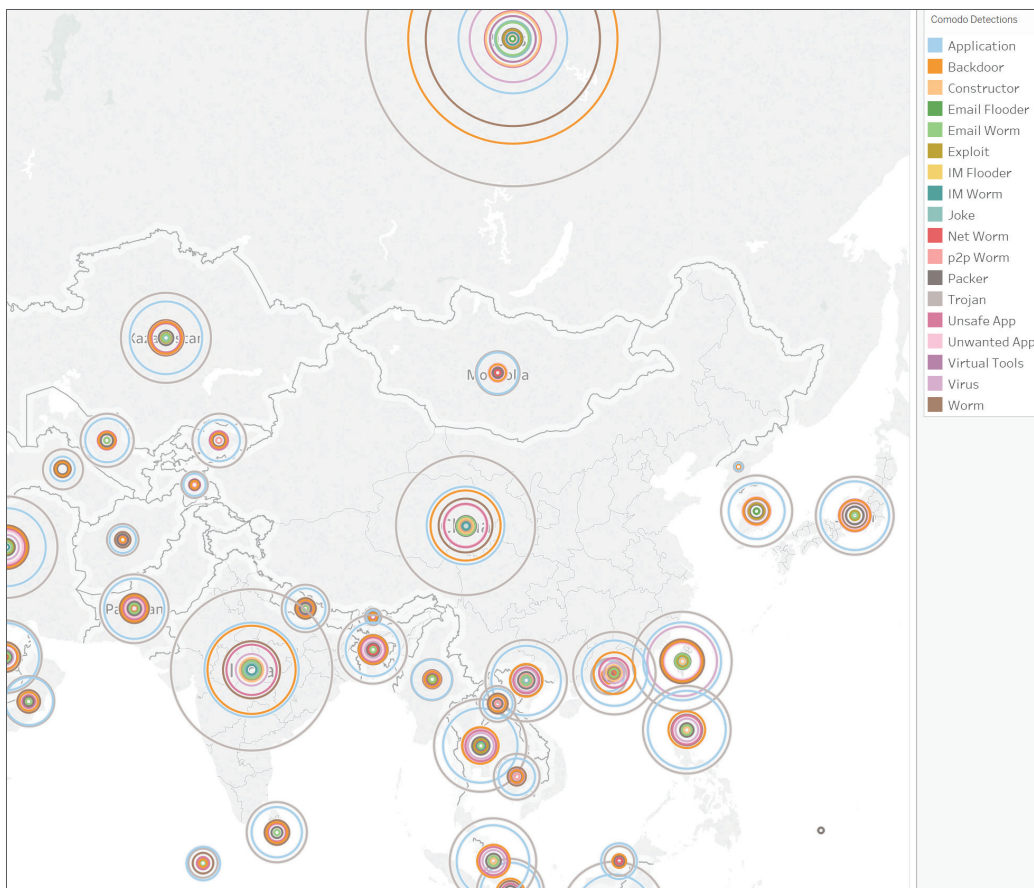 Comodo Detections
Application
Backdoor
Constructor
Email Flooder
Email Worm
Exploit
IM Flooder
IM Worm
Joke
Net Worm
p2p Worm
Packer
Trojan
Unsafe App
Unwanted App
Virtual Tools
Virus
Worm